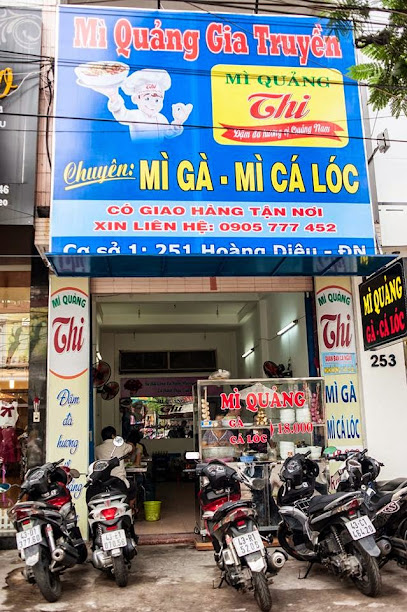 Mì Quảng Gia Truyền
MÌ QUẢNG
Thi
Đậm đà hương vị Quảng Nam
Chuyên: MÌ GÀ - MÌ CÁ LÓC
CÓ GIAO HÀNG TẬN NƠI
XIN LIÊN HỆ: 0905 777 452
Cơ sở 1: 251 Hoàng Diệu - ĐN
MÌ QUẢNG
Thi
Đậm
đà
hương
MÌ QUẢNG
Thi
MÌ GÀ
MÌ CÁ LÓC
MÌ QUẢNG
GÀ - CÁ LÓC
253
MÌ QUẢNG
GÀ
CÁ LÓC
18.000